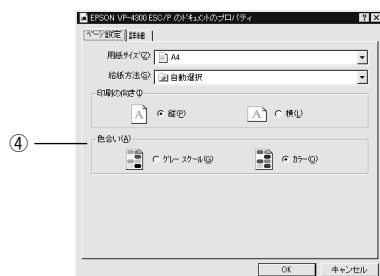 EPSON VP-4300 ESC/P のﾄﾞｷｭﾒﾝﾄのプロパティ
ﾍﾟｰｼﾞ設定 詳細
用紙ｻｲｽﾞ(Z): A4
給紙方法(S): 自動選択
印刷の向き(I)
A 縦(P) A 横(L)
④
色合い(A)
ｸﾞﾚｰ ｽｹｰﾙ(G) ｶﾗｰ(O)
OK キャンセル